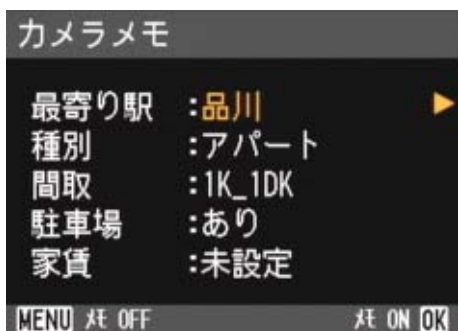 カメラメモ
最寄り駅 :品川
種別 :アパート
間取 :1K_1DK
駐車場 :あり
家賃 :未設定
MENU メモ OFF メモ ON OK